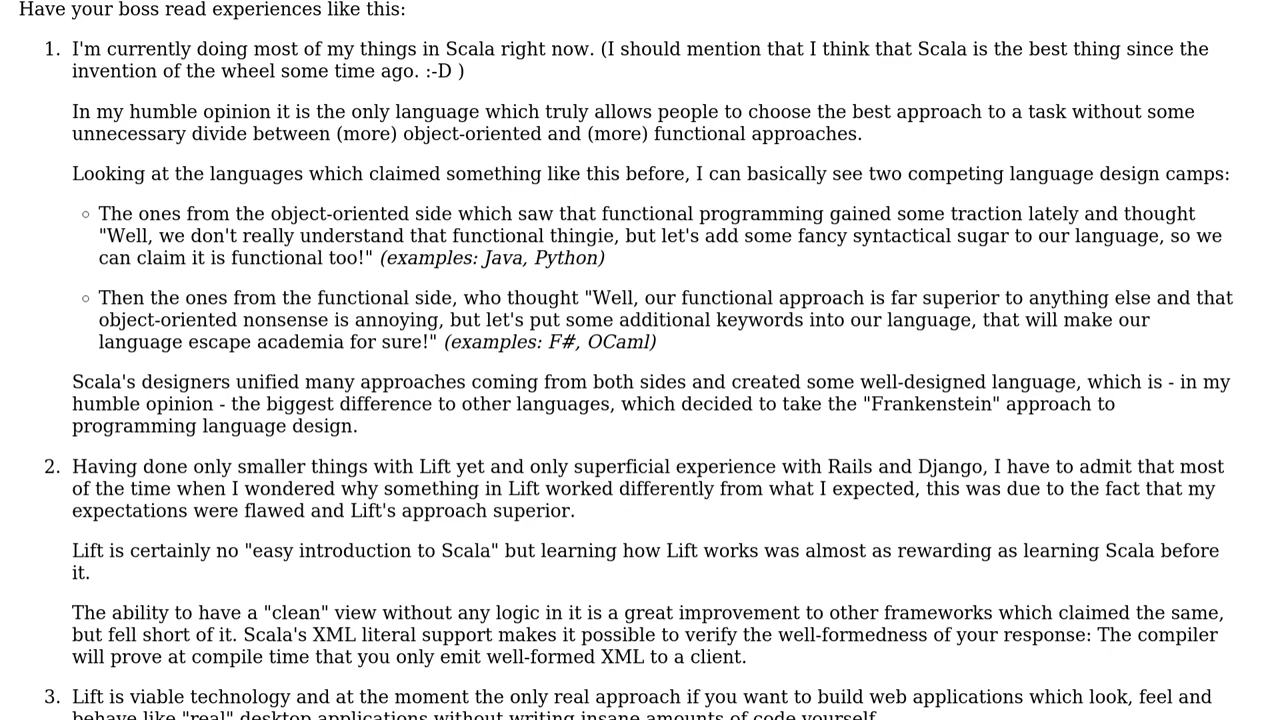 Have your boss read experiences like this:
1. I'm currently doing most of my things in Scala right now. (I should mention that I think that Scala is the best thing since the
invention of the wheel some time ago. :-D )
In my humble opinion it is the only language which truly allows people to choose the best approach to a task without some
unnecessary divide between (more) object-oriented and (more) functional approaches.
Looking at the languages which claimed something like this before, I can basically see two competing language design camps:
◦ The ones from the object-oriented side which saw that functional programming gained some traction lately and thought
"Well, we don't really understand that functional thingie, but let's add some fancy syntactical sugar to our language, so we
can claim it is functional too!" (examples: Java, Python)
◦ Then the ones from the functional side, who thought "Well, our functional approach is far superior to anything else and that
object-oriented nonsense is annoying, but let's put some additional keywords into our language, that will make our
language escape academia for sure!" (examples: F#, OCaml)
Scala's designers unified many approaches coming from both sides and created some well-designed language, which is - in my
humble opinion - the biggest difference to other languages, which decided to take the "Frankenstein" approach to
programming language design.
2. Having done only smaller things with Lift yet and only superficial experience with Rails and Django, I have to admit that most
of the time when I wondered why something in Lift worked differently from what I expected, this was due to the fact that my
expectations were flawed and Lift's approach superior.
Lift is certainly no "easy introduction to Scala" but learning how Lift works was almost as rewarding as learning Scala before
it.
The ability to have a "clean" view without any logic in it is a great improvement to other frameworks which claimed the same,
but fell short of it. Scala's XML literal support makes it possible to verify the well-formedness of your response: The compiler
will prove at compile time that you only emit well-formed XML to a client.
3. Lift is viable technology and at the moment the only real approach if you want to build web applications which look, feel and
behave like "real" desktop applications without writing insane amounts of code yourself.